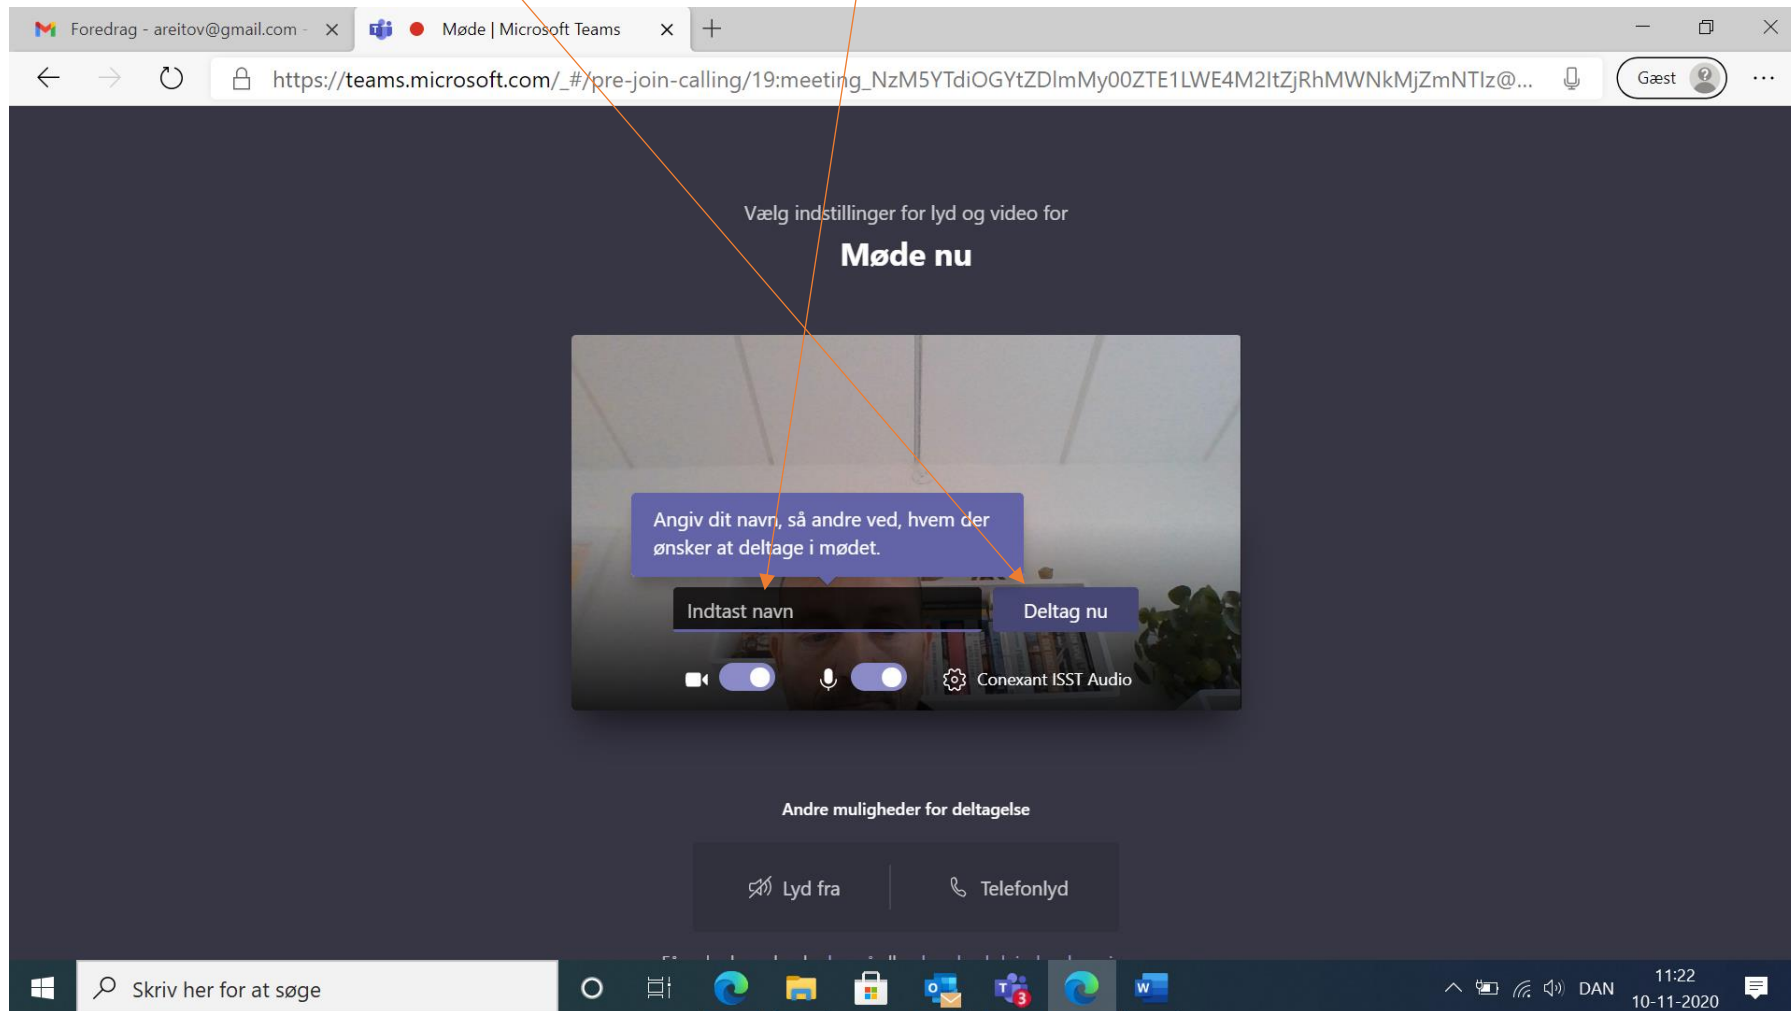 Foredrag - areitov@gmail.com -
Møde | Microsoft Teams
https://teams.microsoft.com/_#/pre-join-calling/19:meeting_NzM5YTdiOGYtZDlmMy00ZTE1LWE4M2ItZjRhMWNkMjZmNTIz@...
Gæst
Vælg indstillinger for lyd og video for
Møde nu
Angiv dit navn, så andre ved, hvem der
ønsker at deltage i mødet.
Indtast navn
Deltag nu
Conexant ISST Audio
Andre muligheder for deltagelse
Lyd fra
Telefonlyd
Skriv her for at søge
3
DAN
11:22
10-11-2020